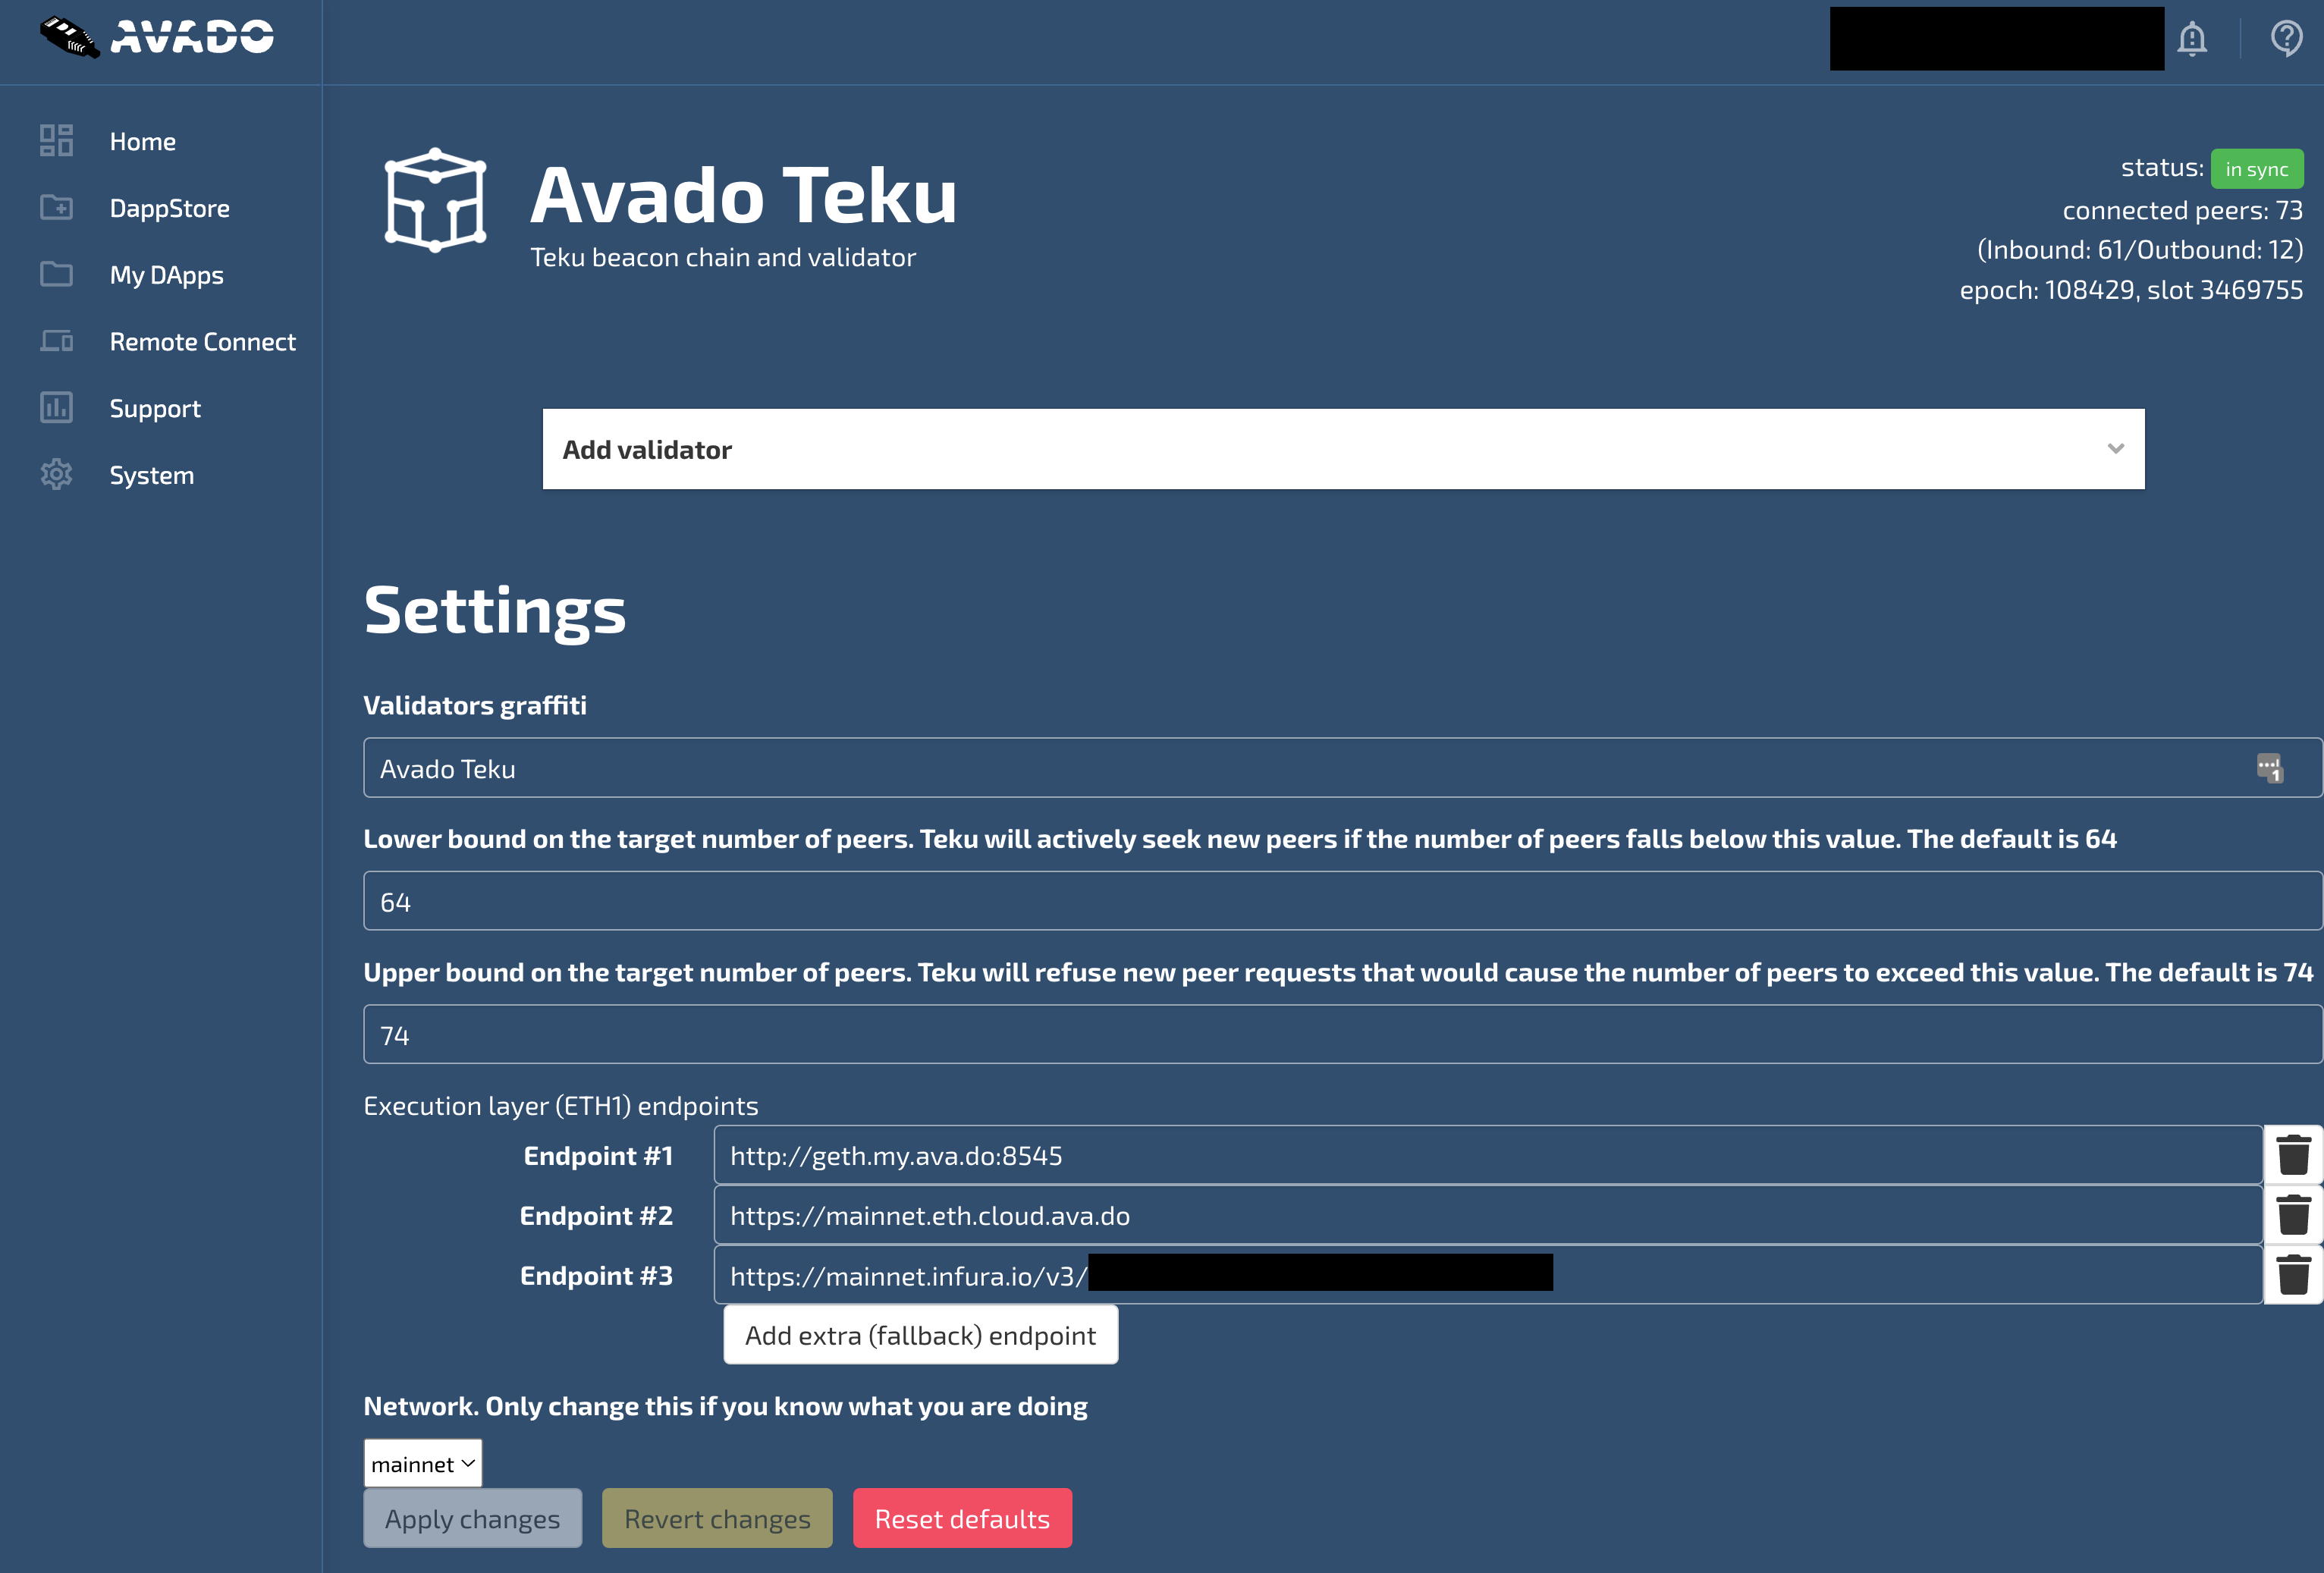 AVADO
Home
DappStore
My DApps
Remote Connect
Support
System
Avado Teku
Teku beacon chain and validator
status: in sync
connected peers: 73
(Inbound: 61/Outbound: 12)
epoch: 108429, slot 3469755
Add validator
Settings
Validators graffiti
Avado Teku
1
Lower bound on the target number of peers. Teku will actively seek new peers if the number of peers falls below this value. The default is 64
64
Upper bound on the target number of peers. Teku will refuse new peer requests that would cause the number of peers to exceed this value. The default is 74
74
Execution layer (ETH1) endpoints
Endpoint #1 http://geth.my.ava.do:8545
Endpoint #2 https://mainnet.eth.cloud.ava.do
Endpoint #3 https://mainnet.infura.io/v3/
Add extra (fallback) endpoint
Network. Only change this if you know what you are doing
mainnet
Apply changes Revert changes Reset defaults